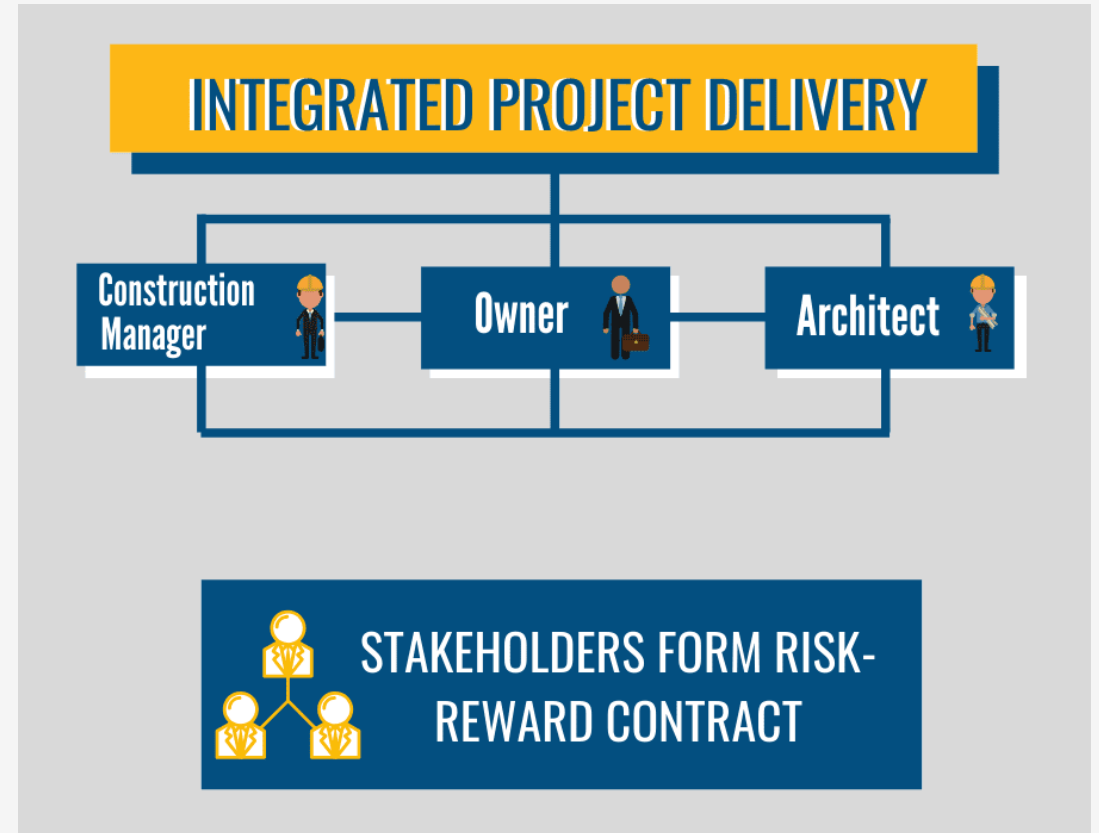 INTEGRATED PROJECT DELIVERY
Construction
Manager
Owner
Architect
STAKEHOLDERS FORM RISK-
REWARD CONTRACT